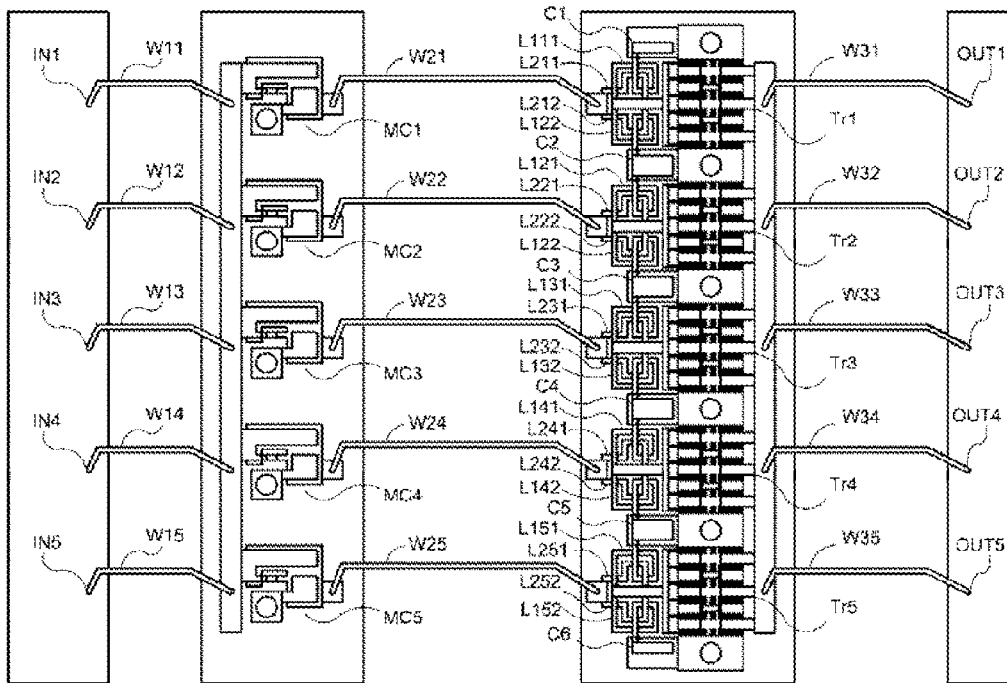 C1
IN1 W11 W21 L111 W31 OUT1
L211
L212
MC1 L122 Tr1
C2
IN2 W12 W22 L121 W32 OUT2
L221
L222
MC2 L122 Tr2
C3
IN3 W13 W23 L131 W33 OUT3
L231
L232
MC3 L132 Tr3
C4
IN4 W14 W24 L141 W34 OUT4
L241
L242
MC4 L142 Tr4
C5
IN5 W15 W25 L151 W35 OUT5
L251
L252
MC5 L152 Tr5
C6